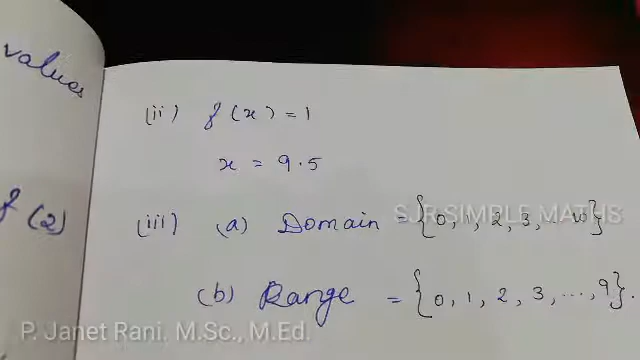 values
(ii) f(x) = 1
x = 9.5
f(2)
(iii) (a) Domain = {0, 1, 2, 3, ... 10}
SJR SIMPLE MATHS
(b) Range = {0, 1, 2, 3, ..., 9}.
P. Janet Rani, M.Sc., M.Ed.